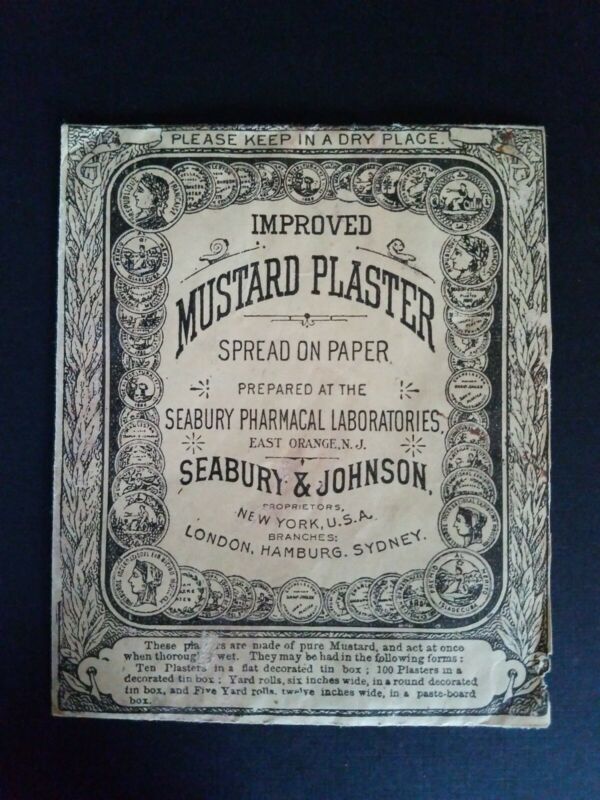 PLEASE KEEP IN A DRY PLACE.
IMPROVED
MUSTARD PLASTER
SPREAD ON PAPER
PREPARED AT THE
SEABURY PHARMACAL LABORATORIES,
EAST ORANGE, N. J.
SEABURY & JOHNSON,
PROPRIETORS,
NEW YORK, U.S.A.
BRANCHES:
LONDON, HAMBURG. SYDNEY.
These are made of pure Mustard, and act at once
when wet. They may be had in the following forms:
Ten Plasters in a flat decorated tin box; 100 Plasters in a
decorated tin box; Yard rolls, six inches wide, in a round decorated
tin box, and Five Yard rolls, twelve inches wide, in a paste-board
box.